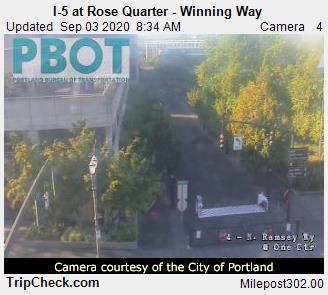 I-5 at Rose Quarter - Winning Way
Updated Sep 03 2020 8:34 AM Camera 4
PBOT
PORTLAND BUREAU OF TRANSPORTATION
4 - N. Ramsey Wy
@ One Ctr
Camera courtesy of the City of Portland
TripCheck.com Milepost302.00